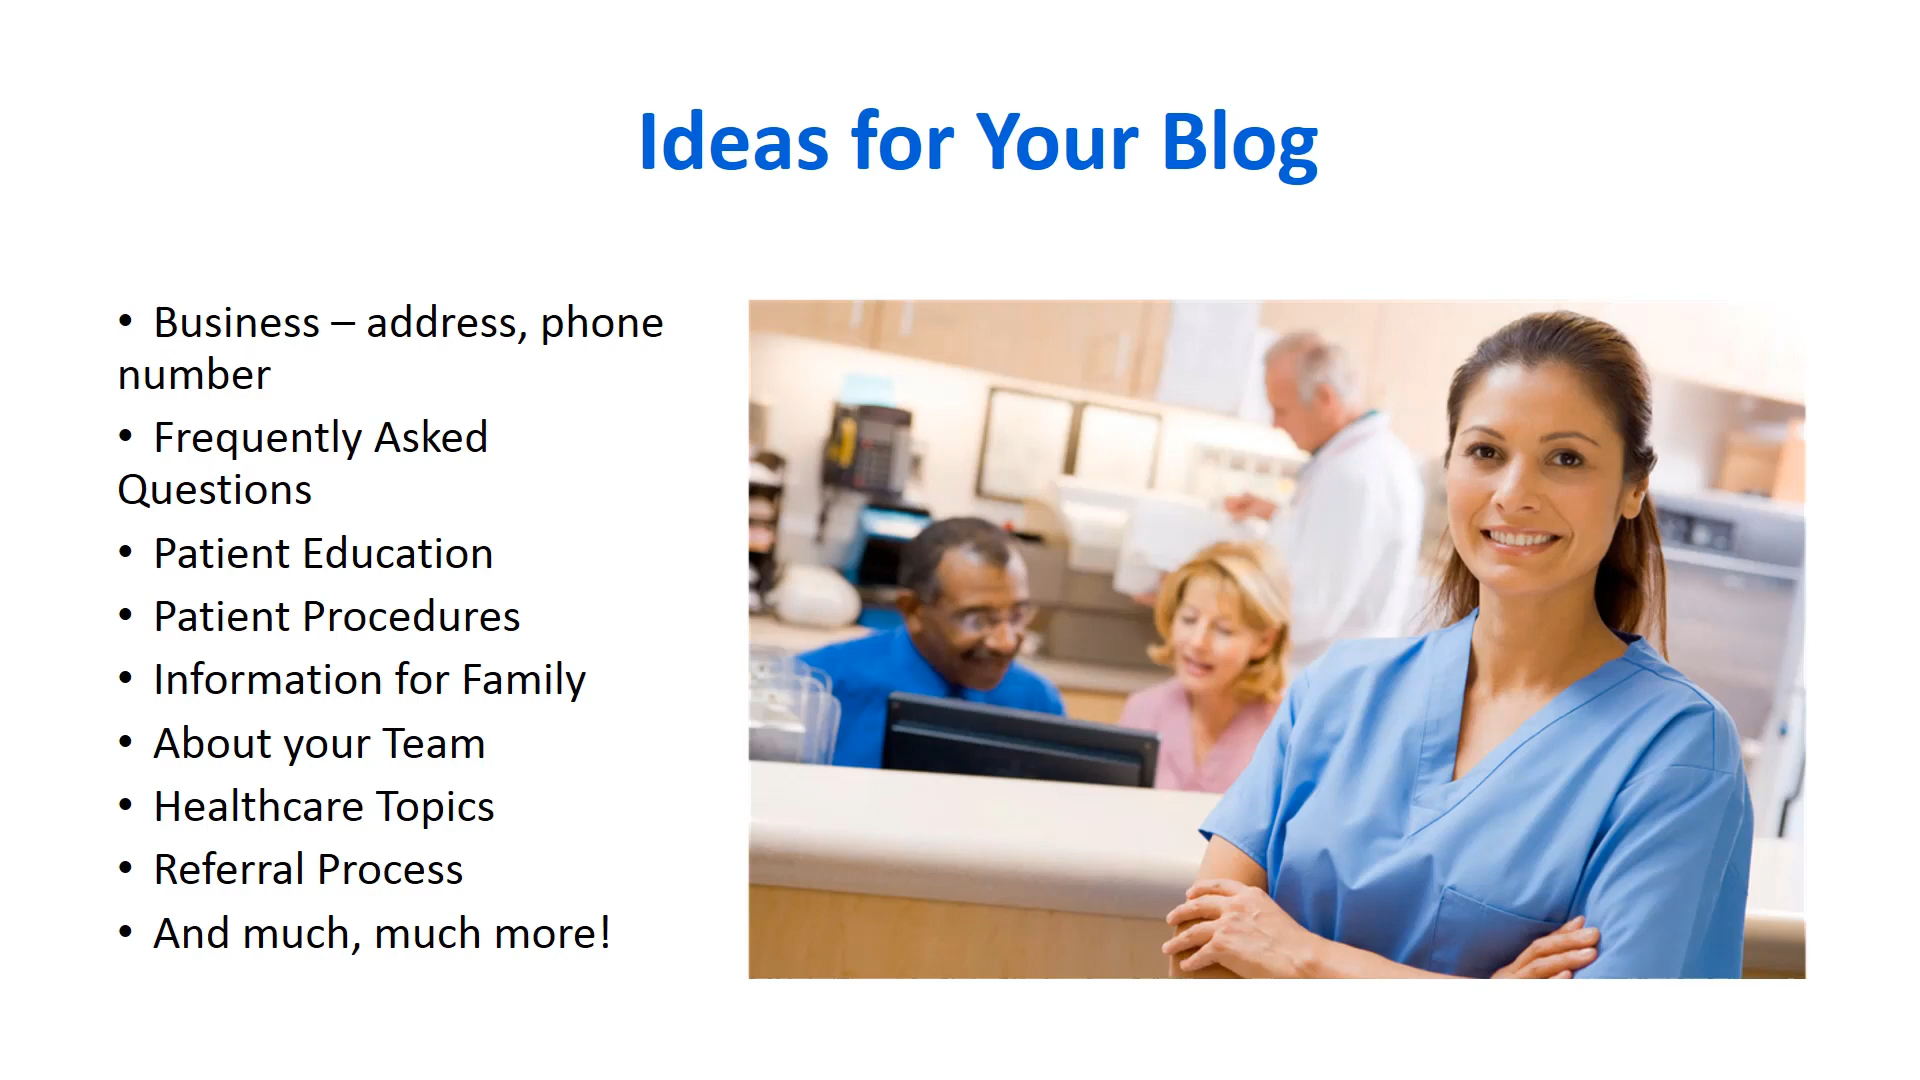 Ideas for Your Blog
• Business – address, phone
number
• Frequently Asked
Questions
• Patient Education
• Patient Procedures
• Information for Family
• About your Team
• Healthcare Topics
• Referral Process
• And much, much more!